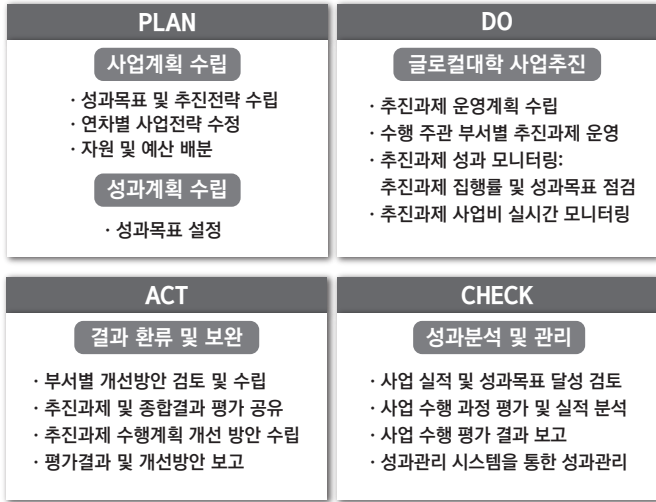 PLAN
사업계획 수립
· 성과목표 및 추진전략 수립
· 연차별 사업전략 수정
· 자원 및 예산 배분
성과계획 수립
· 성과목표 설정
DO
글로컬대학 사업추진
· 추진과제 운영계획 수립
· 수행 주관 부서별 추진과제 운영
· 추진과제 성과 모니터링:
추진과제 집행률 및 성과목표 점검
· 추진과제 사업비 실시간 모니터링
ACT
결과 환류 및 보완
· 부서별 개선방안 검토 및 수립
· 추진과제 및 종합결과 평가 공유
· 추진과제 수행계획 개선 방안 수립
· 평가결과 및 개선방안 보고
CHECK
성과분석 및 관리
· 사업 실적 및 성과목표 달성 검토
· 사업 수행 과정 평가 및 실적 분석
· 사업 수행 평가 결과 보고
· 성과관리 시스템을 통한 성과관리